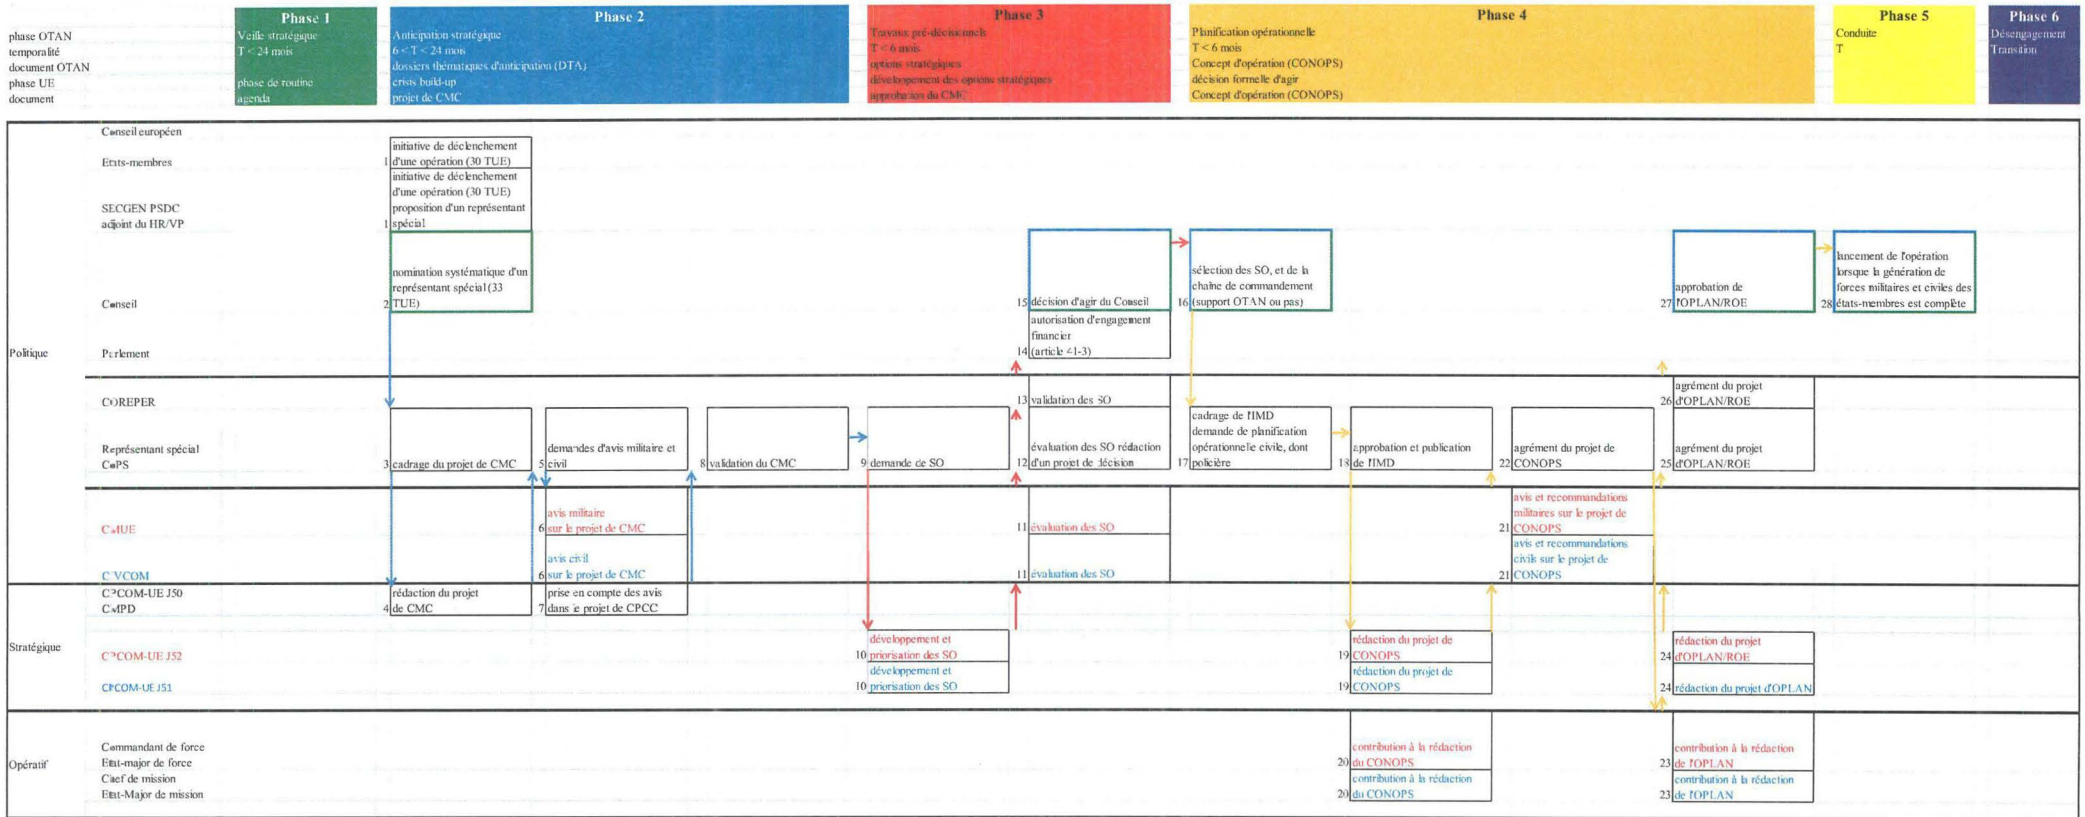 Phase 1
Phase 2
Phase 3
Phase 4
Phase 5
Phase 6
phase OTAN
temporalité
document OTAN
phase UE
document
Veille stratégique
T < 24 mois
phase de routine
agenda
Anticipation stratégique
6 < T < 24 mois
dossiers thématiques d'anticipation (DTA)
crisis build-up
projet de CMC
Travaux pré-décisionnels
T < 6 mois
options stratégiques
développement des options stratégiques
approbation du CMC
Planification opérationnelle
T < 6 mois
Concept d'opération (CONOPS)
décision formelle d'agir
Concept d'opération (CONOPS)
Conduite
T
Désengagement
Transition
Politique
Conseil européen
Etats-membres
1 initiative de déclenchement
d'une opération (30 TUE)
SECGEN PSDC
adjoint du HR/VP
1 initiative de déclenchement
d'une opération (30 TUE)
proposition d'un représentant
spécial
Conseil
2 nomination systématique d'un
représentant spécial (33
TUE)
15 décision d'agir du Conseil
16 sélection des SO, et de la
chaîne de commandement
(support OTAN ou pas)
27 approbation de
l'OPLAN/ROE
28 lancement de l'opération
lorsque la génération de
forces militaires et civiles des
états-membres est complète
Parlement
14 autorisation d'engagement
financier
(article 41-3)
COREPER
13 validation des SO
26 agrément du projet
d'OPLAN/ROE
Représentant spécial
CoPS
3 cadrage du projet de CMC
5 demandes d'avis militaire et
civil
8 validation du CMC
9 demande de SO
12 évaluation des SO rédaction
d'un projet de décision
17 cadrage de l'IMD
demande de planification
opérationnelle civile, dont
policière
18 approbation et publication
de l'IMD
22 agrément du projet de
CONOPS
25 agrément du projet
d'OPLAN/ROE
CMUE
6 avis militaire
sur le projet de CMC
11 évaluation des SO
21 avis et recommandations
militaires sur le projet de
CONOPS
CIVCOM
6 avis civil
sur le projet de CMC
11 évaluation des SO
21 avis et recommandations
civils sur le projet de
CONOPS
Stratégique
CPCOM-UE J50
CMPD
4 rédaction du projet
de CMC
7 prise en compte des avis
dans le projet de CPCC
CPCOM-UE J52
10 développement et
priorisation des SO
19 rédaction du projet de
CONOPS
24 rédaction du projet
d'OPLAN/ROE
CPCOM-UE J51
10 développement et
priorisation des SO
19 rédaction du projet de
CONOPS
24 rédaction du projet d'OPLAN
Opératif
Commandant de force
Etat-major de force
Chef de mission
Etat-Major de mission
20 contribution à la rédaction
du CONOPS
23 contribution à la rédaction
de l'OPLAN
20 contribution à la rédaction
du CONOPS
23 contribution à la rédaction
de l'OPLAN